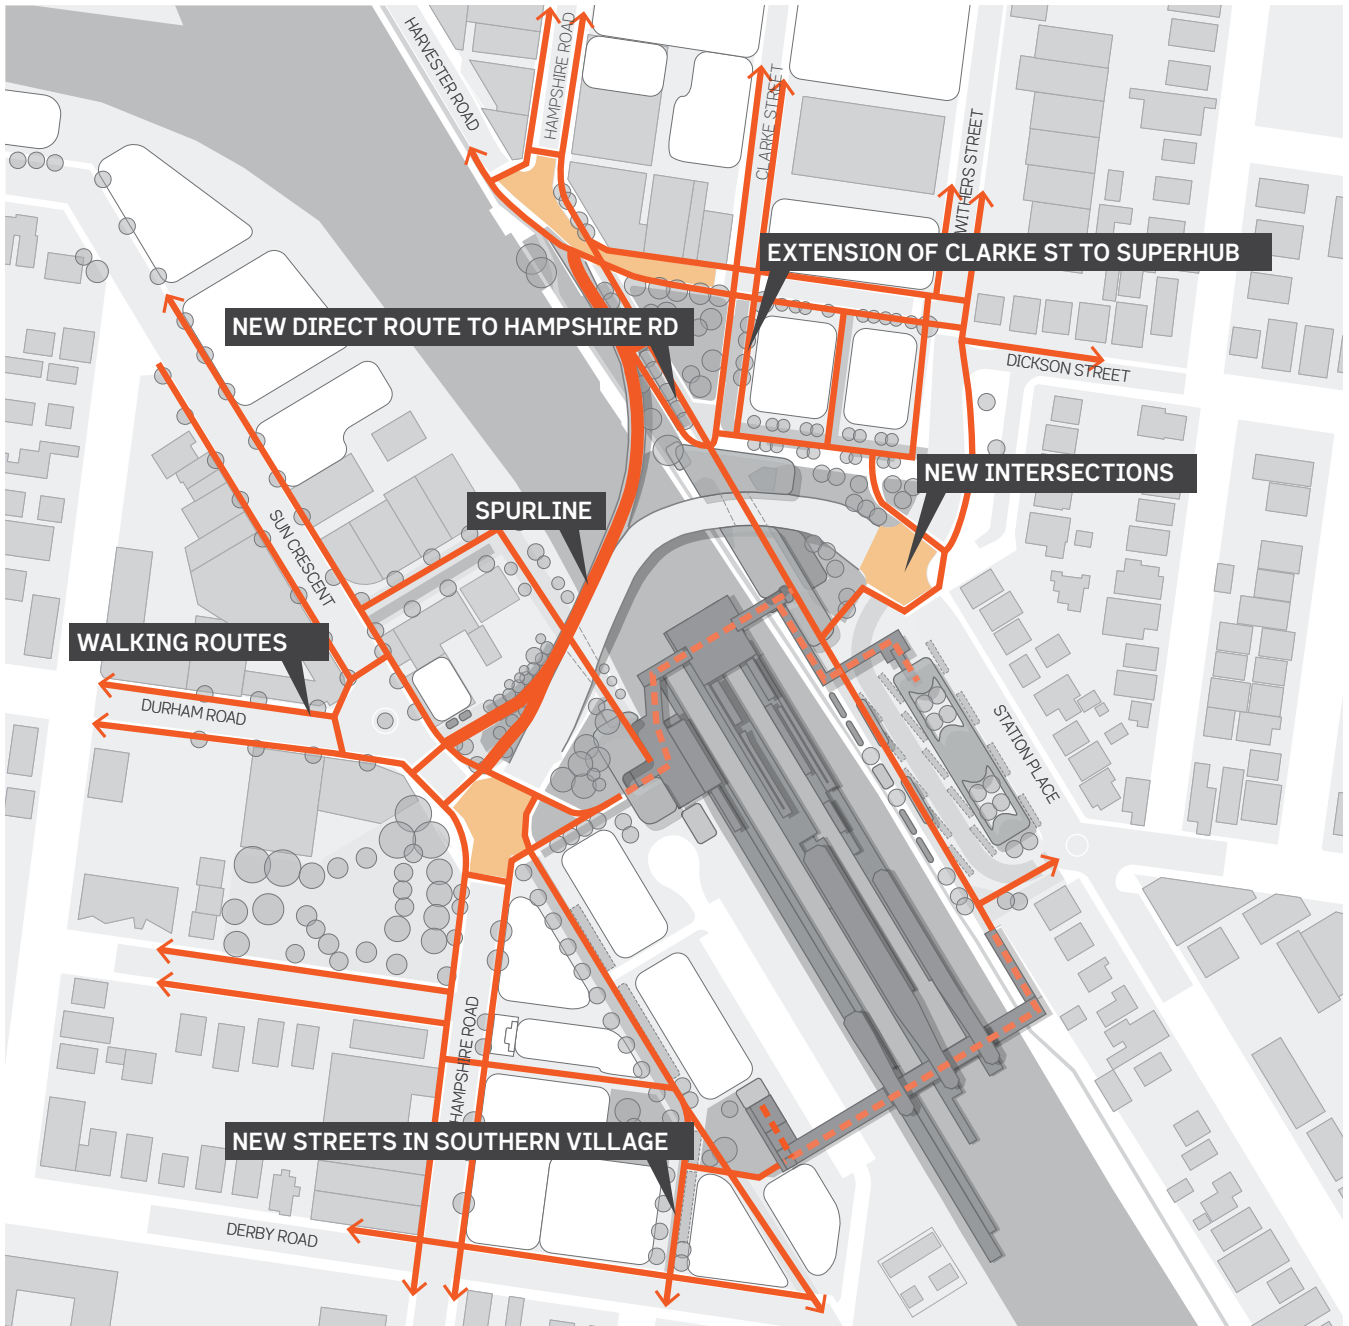 HARVESTER ROAD
HAMPSHIRE ROAD
CLARKE STREET
WITHERS STREET
EXTENSION OF CLARKE ST TO SUPERHUB
NEW DIRECT ROUTE TO HAMPSHIRE RD
DICKSON STREET
NEW INTERSECTIONS
SPURLINE
SUN CRESCENT
WALKING ROUTES
DURHAM ROAD
STATION PLACE
HAMPSHIRE ROAD
NEW STREETS IN SOUTHERN VILLAGE
DERBY ROAD